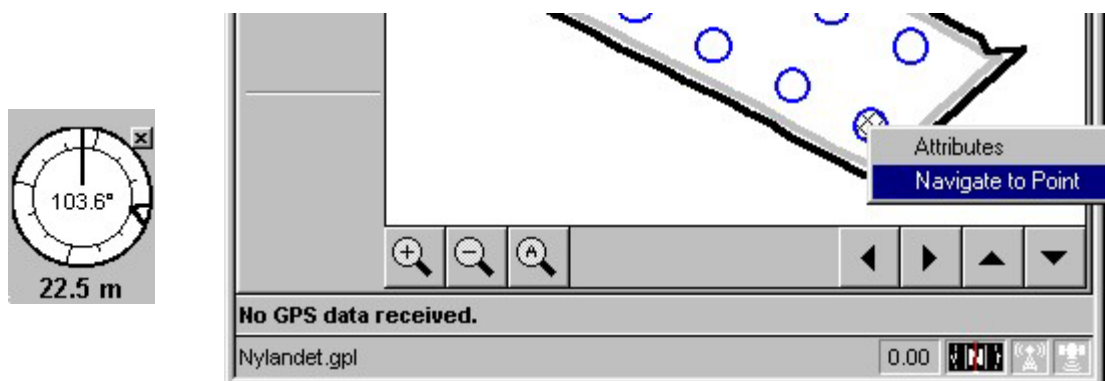 103.6°
22.5 m
Attributes
Navigate to Point
A
No GPS data received.
Nylandet.gpl
0.00
N